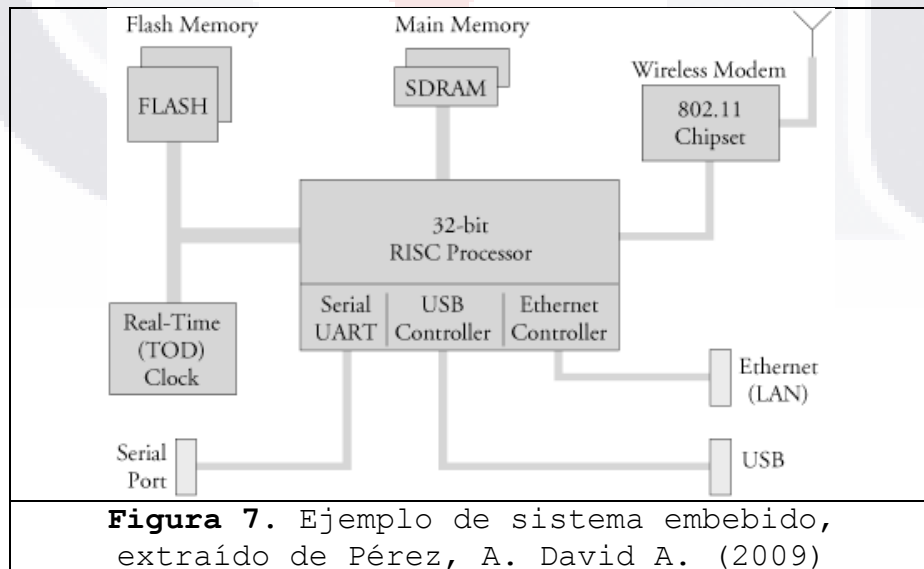 Flash Memory
Main Memory
FLASH
SDRAM
Wireless Modem
802.11
Chipset
32-bit
RISC Processor
Serial
UART
USB
Controller
Ethernet
Controller
Real-Time
(TOD)
Clock
Ethernet
(LAN)
Serial
Port
USB
Figura 7. Ejemplo de sistema embebido,
extraído de Pérez, A. David A. (2009)